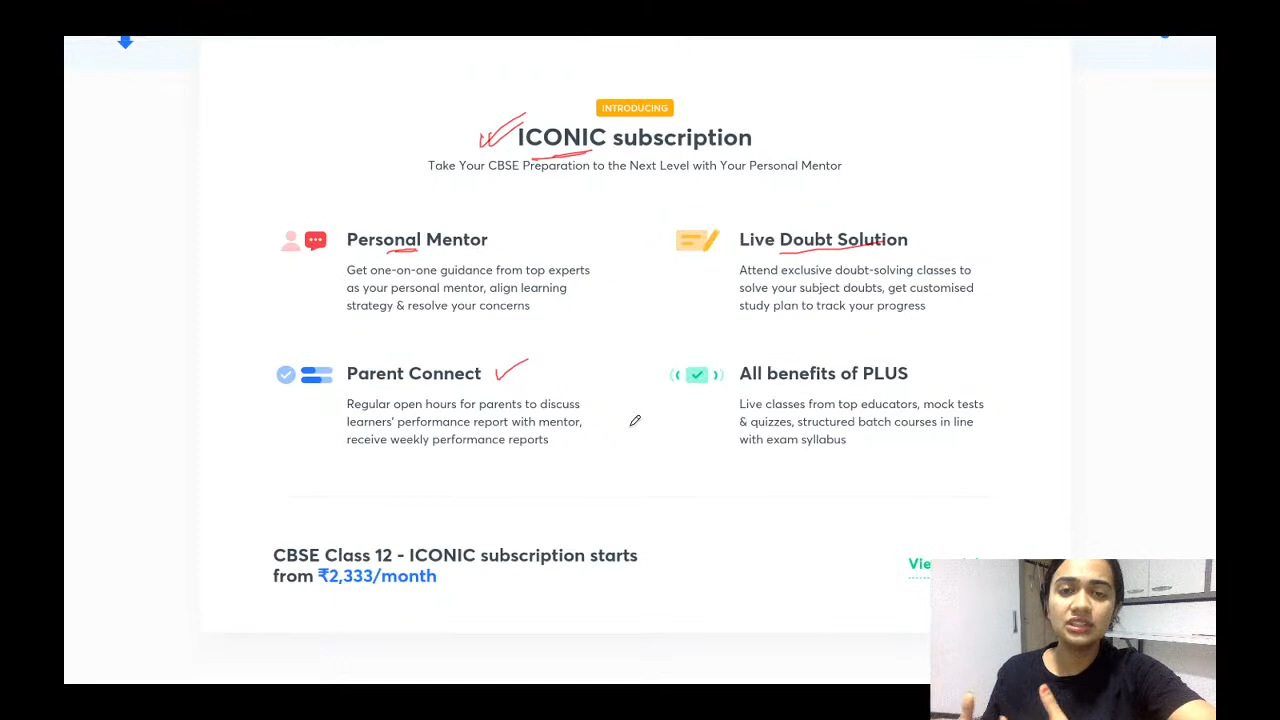 INTRODUCING
ICONIC subscription
Take Your CBSE Preparation to the Next Level with Your Personal Mentor
Personal Mentor
Get one-on-one guidance from top experts
as your personal mentor, align learning
strategy & resolve your concerns
Live Doubt Solution
Attend exclusive doubt-solving classes to
solve your subject doubts, get customised
study plan to track your progress
Parent Connect
Regular open hours for parents to discuss
learners' performance report with mentor,
receive weekly performance reports
All benefits of PLUS
Live classes from top educators, mock tests
& quizzes, structured batch courses in line
with exam syllabus
CBSE Class 12 - ICONIC subscription starts
from ₹2,333/month